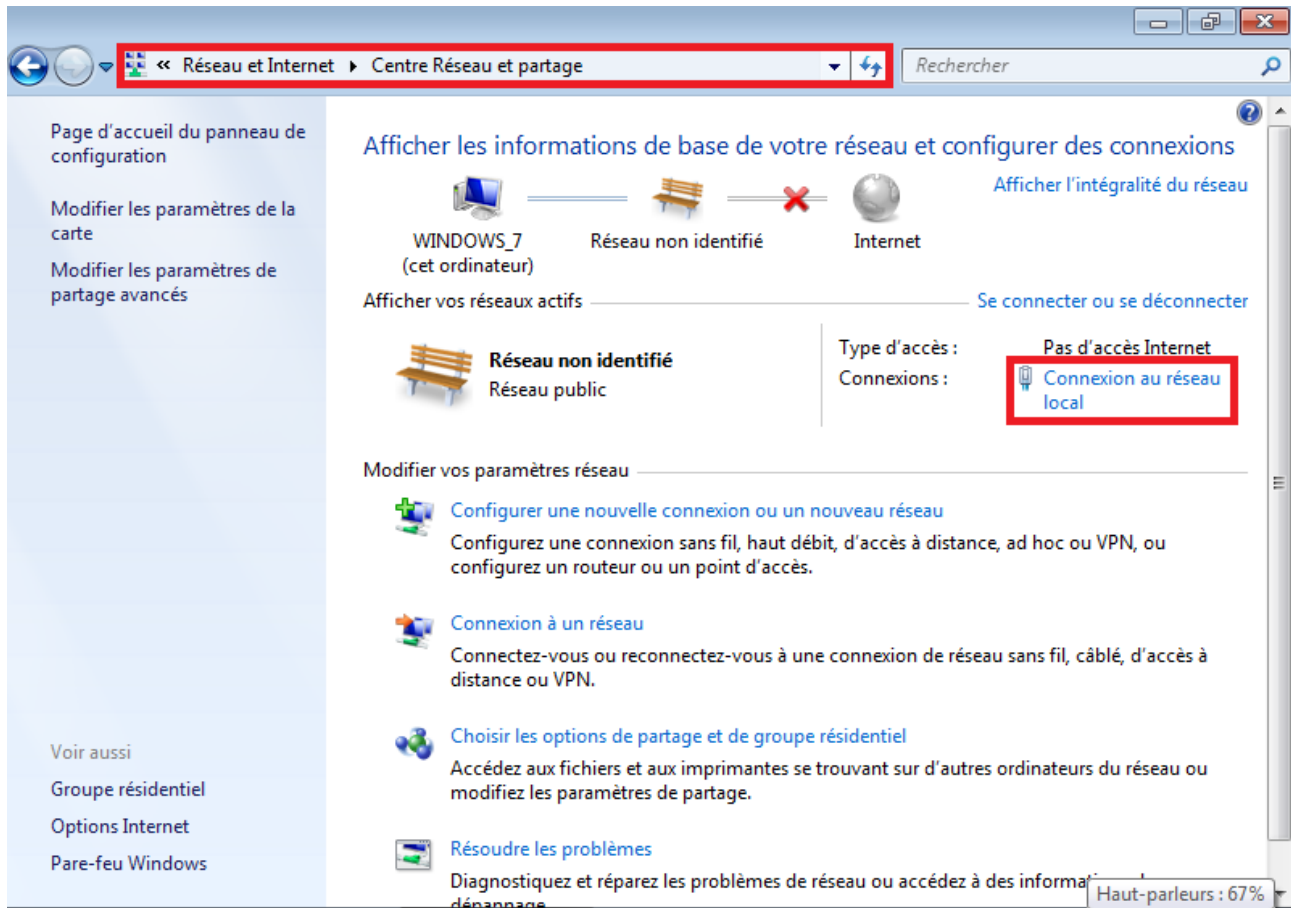 « Réseau et Internet ▸ Centre Réseau et partage
Rechercher
Page d'accueil du panneau de
configuration
Modifier les paramètres de la
carte
Modifier les paramètres de
partage avancés
Voir aussi
Groupe résidentiel
Options Internet
Pare-feu Windows
Afficher les informations de base de votre réseau et configurer des connexions
Afficher l'intégralité du réseau
WINDOWS_7
(cet ordinateur)
Réseau non identifié
Internet
Afficher vos réseaux actifs
Se connecter ou se déconnecter
Réseau non identifié
Réseau public
Type d'accès :
Pas d'accès Internet
Connexions :
Connexion au réseau
local
Modifier vos paramètres réseau
Configurer une nouvelle connexion ou un nouveau réseau
Configurez une connexion sans fil, haut débit, d'accès à distance, ad hoc ou VPN, ou
configurez un routeur ou un point d'accès.
Connexion à un réseau
Connectez-vous ou reconnectez-vous à une connexion de réseau sans fil, câblé, d'accès à
distance ou VPN.
Choisir les options de partage et de groupe résidentiel
Accédez aux fichiers et aux imprimantes se trouvant sur d'autres ordinateurs du réseau ou
modifiez les paramètres de partage.
Résoudre les problèmes
Diagnostiquez et réparez les problèmes de réseau ou accédez à des
dépannage
Haut-parleurs : 67%